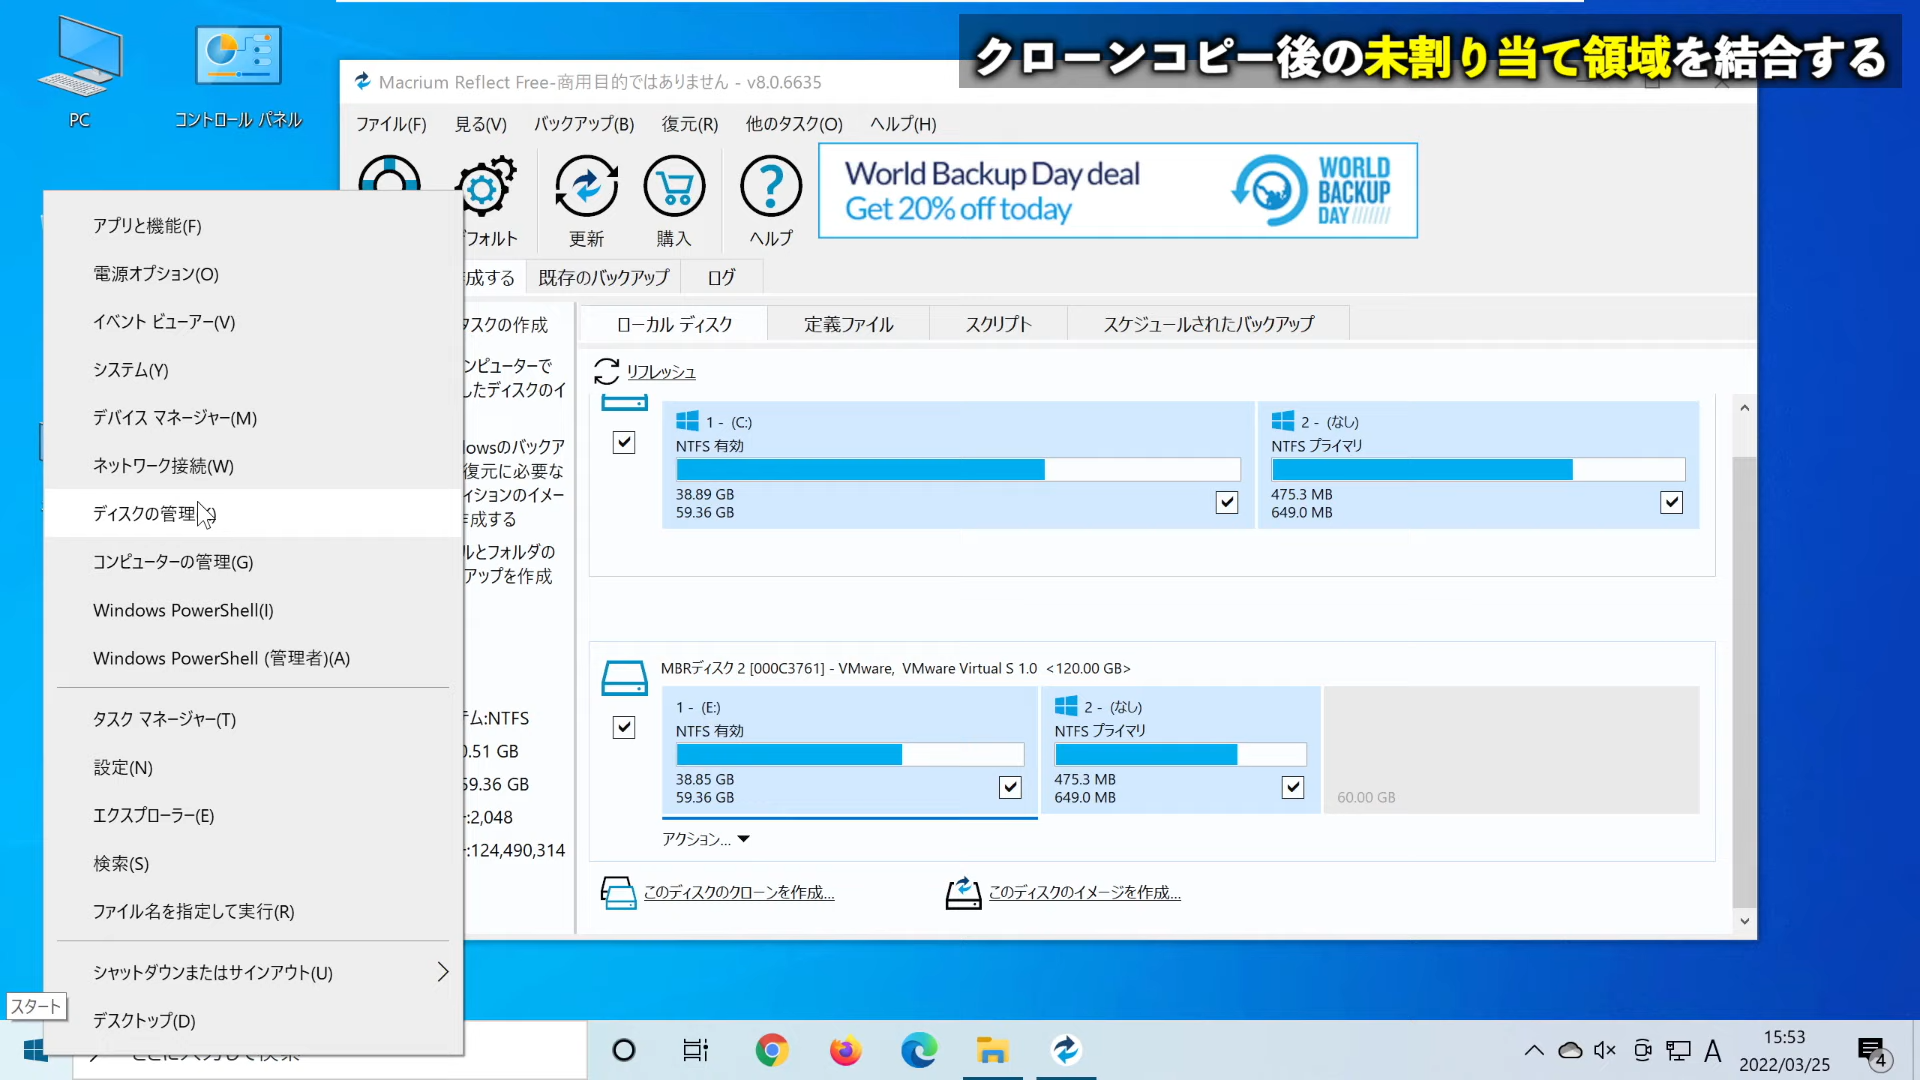 クローンコピー後の未割り当て領域を結合する
PC
コントロール パネル
Macrium Reflect Free-商用目的ではありません - v8.0.6635
ファイル(F) 見る(V) バックアップ(B) 復元(R) 他のタスク(O) ヘルプ(H)
フォルト 更新 購入 ヘルプ
World Backup Day deal
Get 20% off today
WORLD
BACKUP
DAY
成する 既存のバックアップ ログ
タスクの作成
ローカル ディスク 定義ファイル スクリプト スケジュールされたバックアップ
リフレッシュ
ンピューターで
したディスクのイ
owsのバックア
復元に必要な
ィションのイメー
作成する
ルとフォルダの
アップを作成
テム:NTFS
0.51 GB
59.36 GB
:2,048
:124,490,314
1 - (C:)
NTFS 有効
38.89 GB
59.36 GB
2 - (なし)
NTFS プライマリ
475.3 MB
649.0 MB
MBRディスク 2 [000C3761] - VMware, VMware Virtual S 1.0 <120.00 GB>
1 - (E:)
NTFS 有効
38.85 GB
59.36 GB
2 - (なし)
NTFS プライマリ
475.3 MB
649.0 MB
60.00 GB
アクション...
このディスクのクローンを作成...
このディスクのイメージを作成...
アプリと機能(F)
電源オプション(O)
イベント ビューアー(V)
システム(Y)
デバイス マネージャー(M)
ネットワーク接続(W)
ディスクの管理
コンピューターの管理(G)
Windows PowerShell(I)
Windows PowerShell (管理者)(A)
タスク マネージャー(T)
設定(N)
エクスプローラー(E)
検索(S)
ファイル名を指定して実行(R)
シャットダウンまたはサインアウト(U)
デスクトップ(D)
スタート
ここに入力して検索
A
15:53
2022/03/25
4